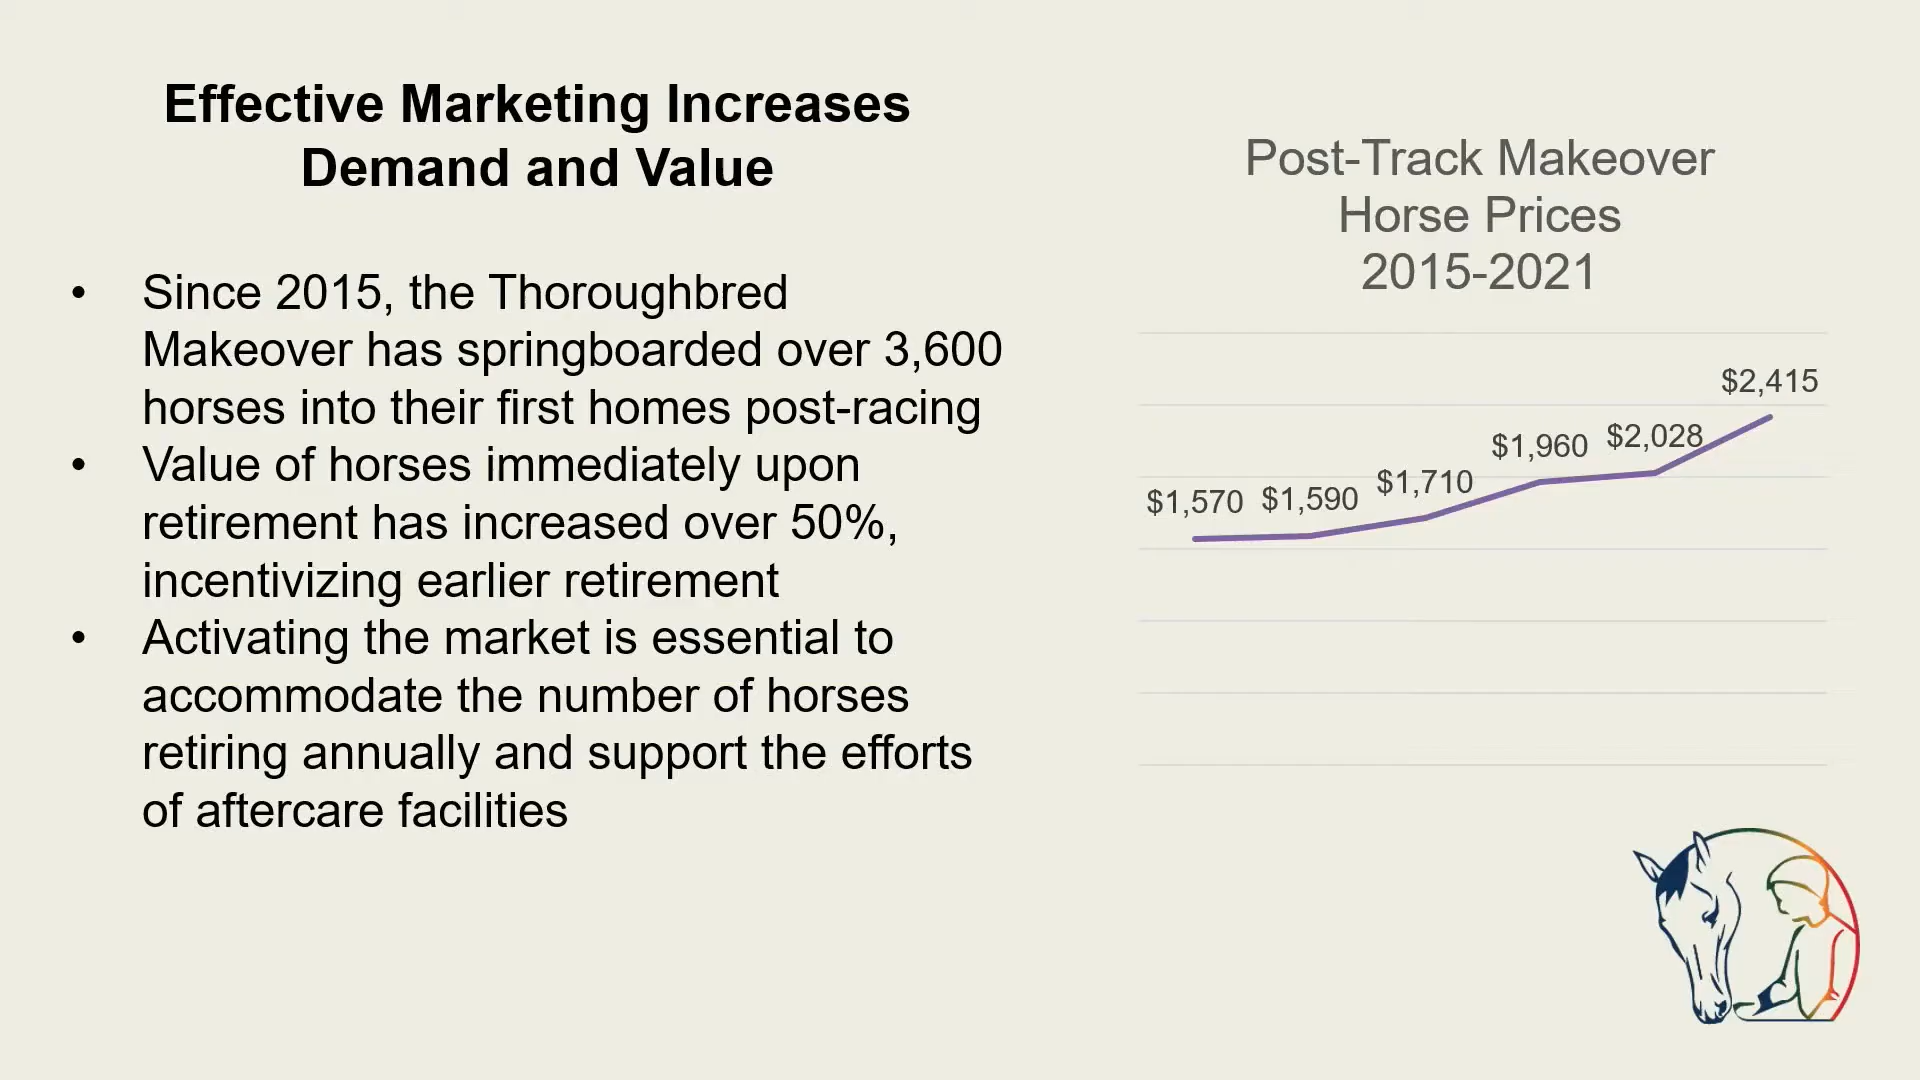 Effective Marketing Increases
Demand and Value
• Since 2015, the Thoroughbred
Makeover has springboarded over 3,600
horses into their first homes post-racing
• Value of horses immediately upon
retirement has increased over 50%,
incentivizing earlier retirement
• Activating the market is essential to
accommodate the number of horses
retiring annually and support the efforts
of aftercare facilities
Post-Track Makeover
Horse Prices
2015-2021
$1,570
$1,590
$1,710
$1,960
$2,028
$2,415